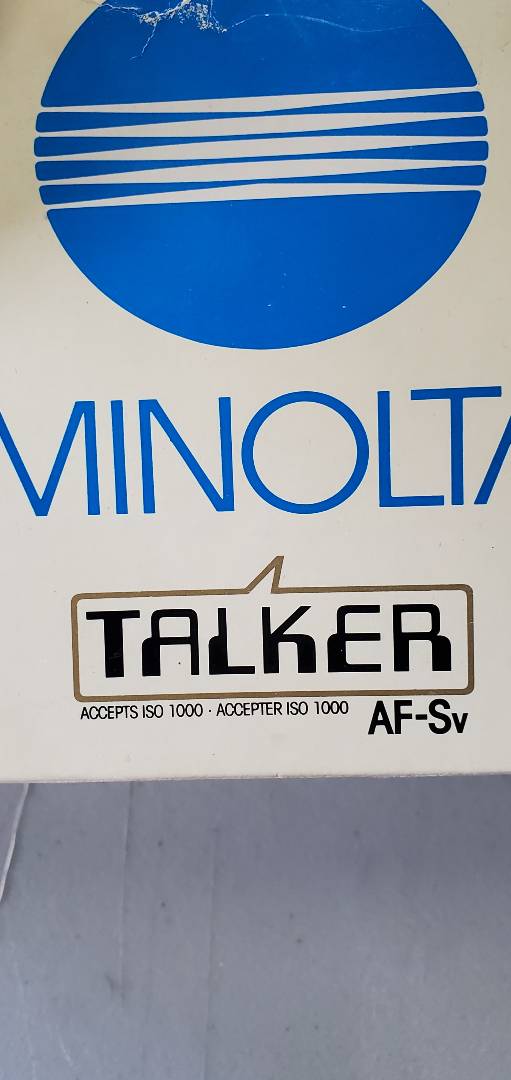 MINOLTA
TALKER
ACCEPTS ISO 1000 · ACCEPTER ISO 1000
AF-Sv